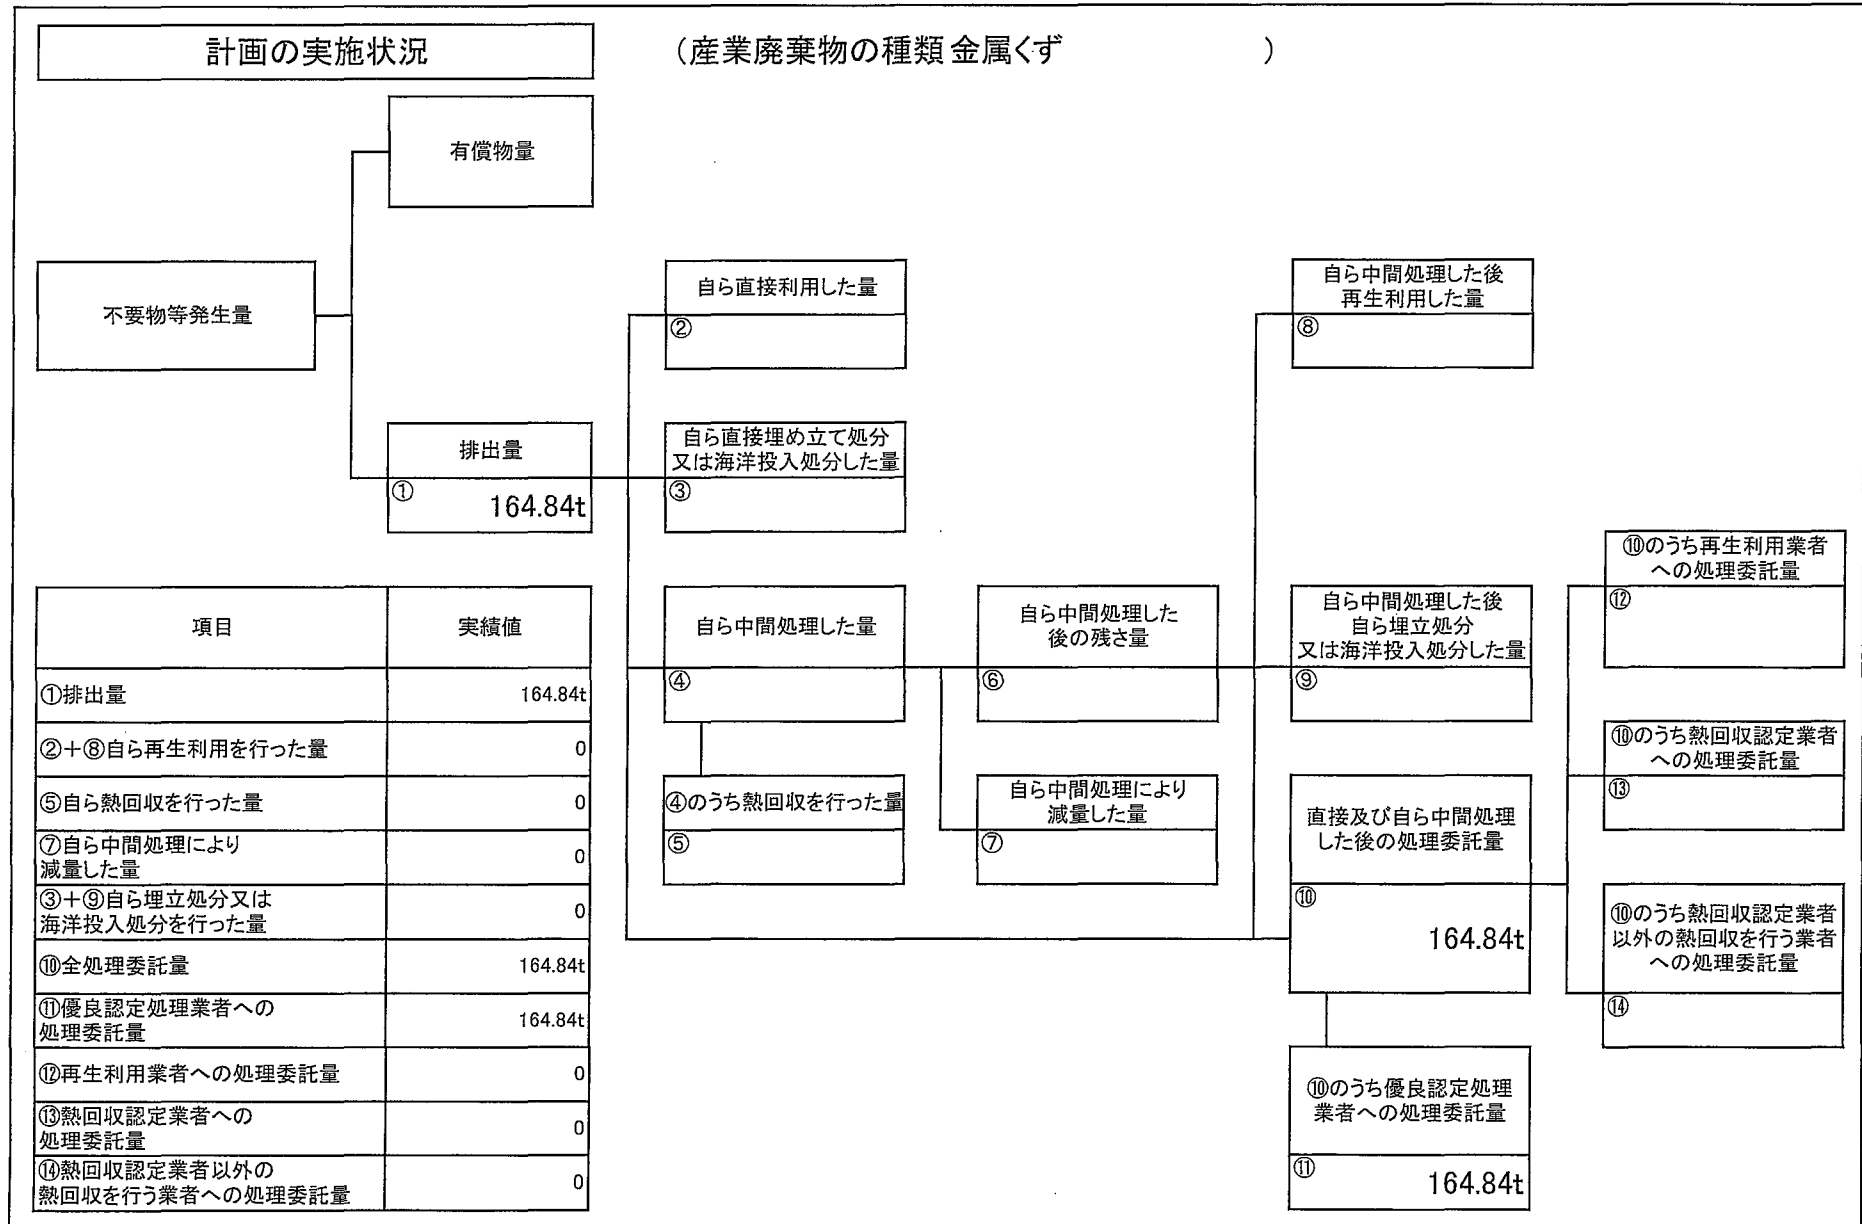 計画の実施状況
（産業廃棄物の種類 金属くず　　　　　　）
有償物量
不要物等発生量
排出量
①
164.84t
自ら直接利用した量
②
自ら直接埋め立て処分
又は海洋投入処分した量
③
自ら中間処理した量
④
④のうち熱回収を行った量
⑤
自ら中間処理した
後の残さ量
⑥
自ら中間処理により
減量した量
⑦
自ら中間処理した後
再生利用した量
⑧
自ら中間処理した後
自ら埋立処分
又は海洋投入処分した量
⑨
直接及び自ら中間処理
した後の処理委託量
⑩
164.84t
⑩のうち優良認定処理
業者への処理委託量
⑪
164.84t
⑩のうち再生利用業者
への処理委託量
⑫
⑩のうち熱回収認定業者
への処理委託量
⑬
⑩のうち熱回収認定業者
以外の熱回収を行う業者
への処理委託量
⑭
項目 実績値
①排出量 164.84t
②＋⑧自ら再生利用を行った量 0
⑤自ら熱回収を行った量 0
⑦自ら中間処理により
減量した量 0
③＋⑨自ら埋立処分又は
海洋投入処分を行った量 0
⑩全処理委託量 164.84t
⑪優良認定処理業者への
処理委託量 164.84t
⑫再生利用業者への処理委託量 0
⑬熱回収認定業者への
処理委託量 0
⑭熱回収認定業者以外の
熱回収を行う業者への処理委託量 0